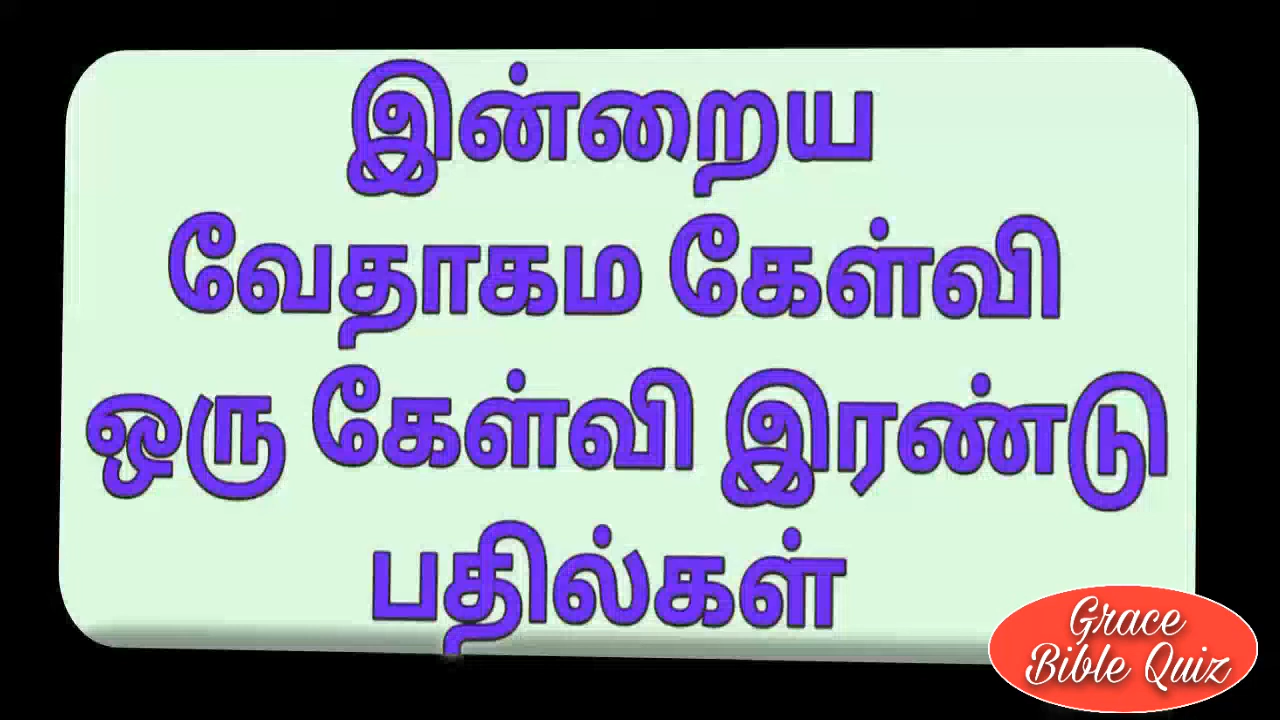 இன்றைய
வேதாகம கேள்வி
ஒரு கேள்வி இரண்டு
பதில்கள்
Grace
Bible Quiz